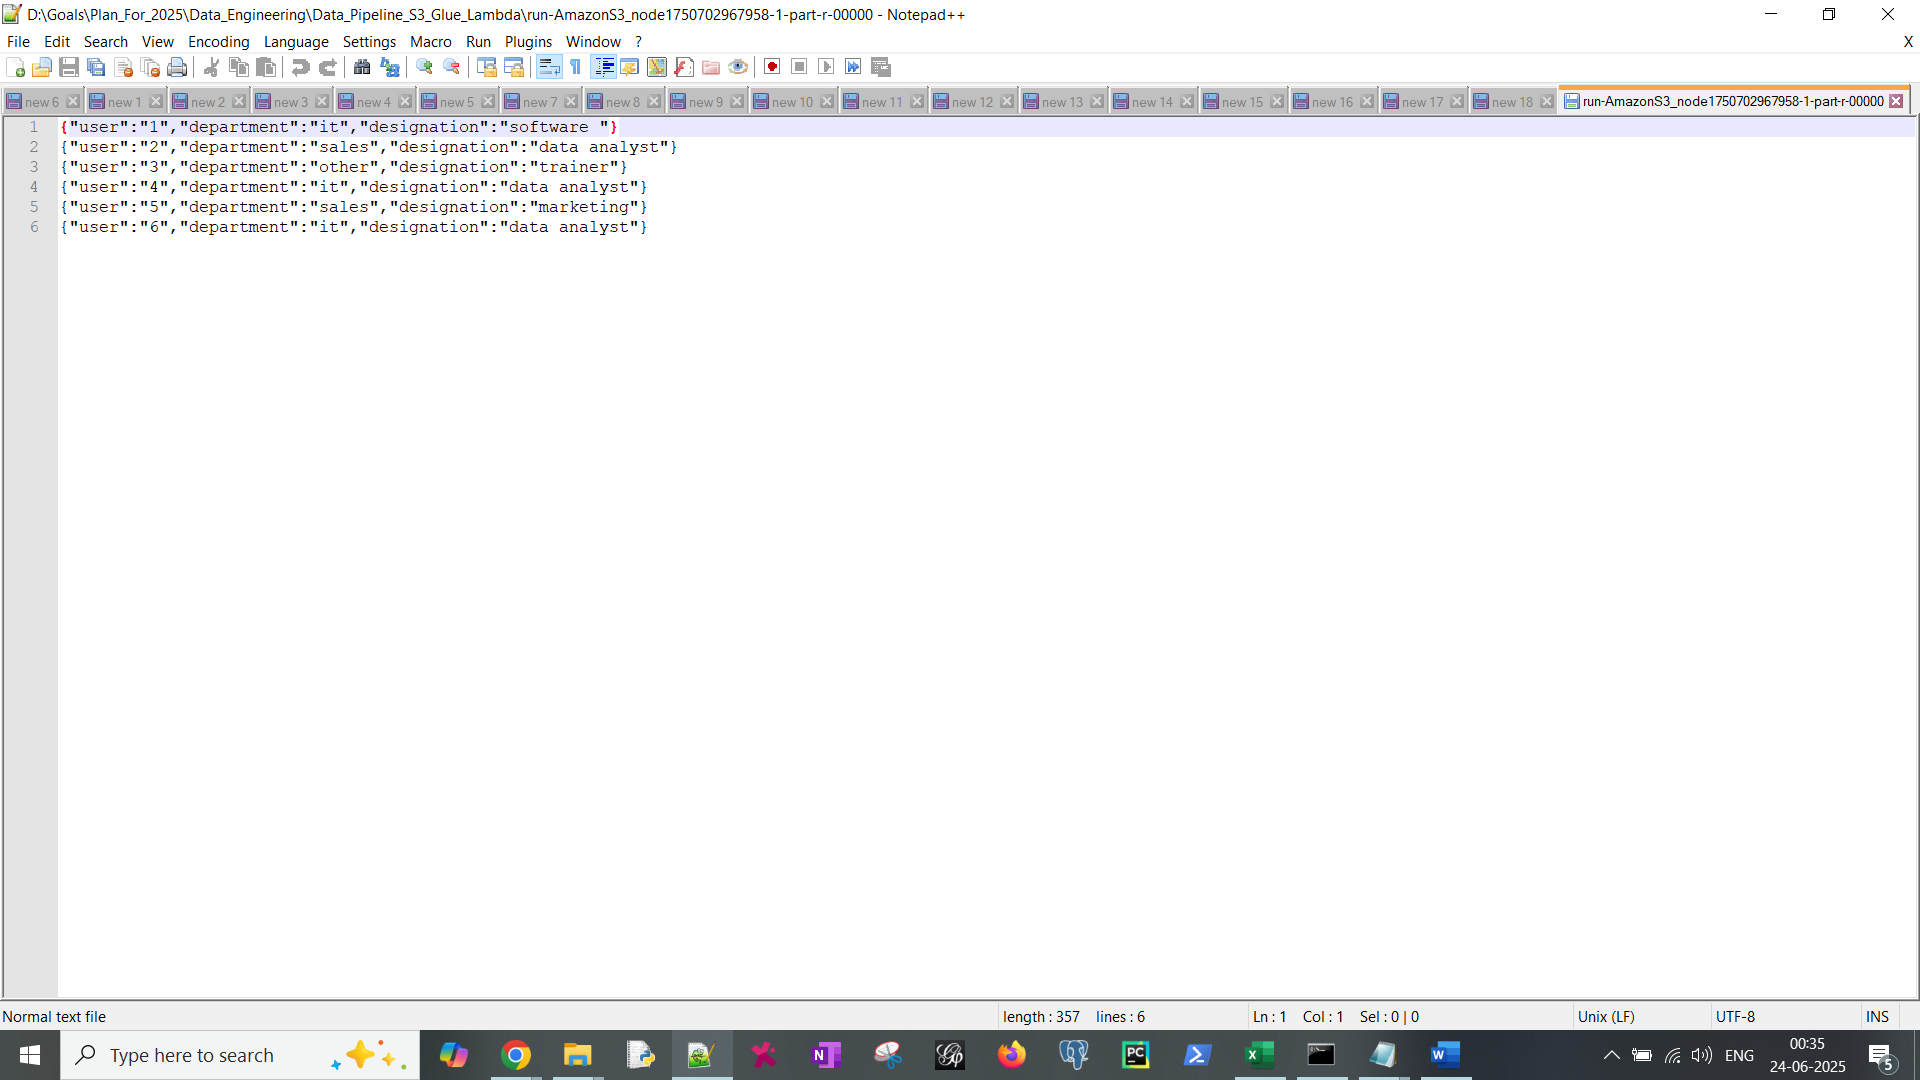 D:\Goals\Plan_For_2025\Data_Engineering\Data_Pipeline_S3_Glue_Lambda\run-AmazonS3_node1750702967958-1-part-r-00000 - Notepad++
File Edit Search View Encoding Language Settings Macro Run Plugins Window ? X
new 6 new 1 new 2 new 3 new 4 new 5 new 7 new 8 new 9 new 10 new 11 new 12 new 13 new 14 new 15 new 16 new 17 new 18 run-AmazonS3_node1750702967958-1-part-r-00000
1 {"user":"1","department":"it","designation":"software "}
2 {"user":"2","department":"sales","designation":"data analyst"}
3 {"user":"3","department":"other","designation":"trainer"}
4 {"user":"4","department":"it","designation":"data analyst"}
5 {"user":"5","department":"sales","designation":"marketing"}
6 {"user":"6","department":"it","designation":"data analyst"}
Normal text file length : 357 lines : 6 Ln : 1 Col : 1 Sel : 0 | 0 Unix (LF) UTF-8 INS
Type here to search ENG 00:35
24-06-2025 5